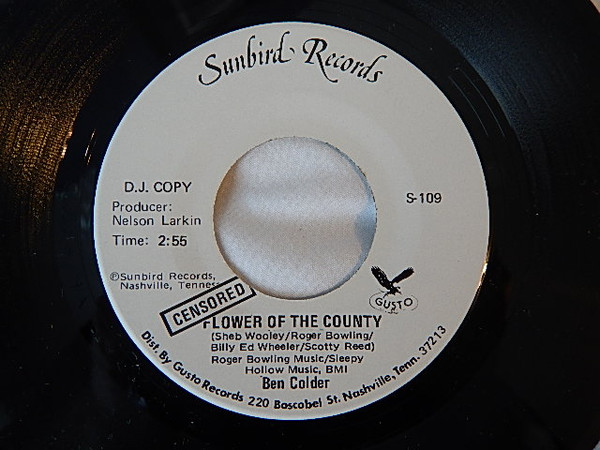 Sunbird Records
D.J. COPY
Producer:
Nelson Larkin
Time: 2:55
S-109
℗Sunbird Records,
Nashville,
CENSORED
GUSTO
FLOWER OF THE COUNTY
(Sheb Wooley/Roger Bowling/
Billy Ed Wheeler/Scotty Reed)
Roger Bowling Music/Sleepy
Hollow Music, BMI
Ben Colder
Dist. By Gusto Records 220 Boscobel St. Nashville, Tenn. 37213